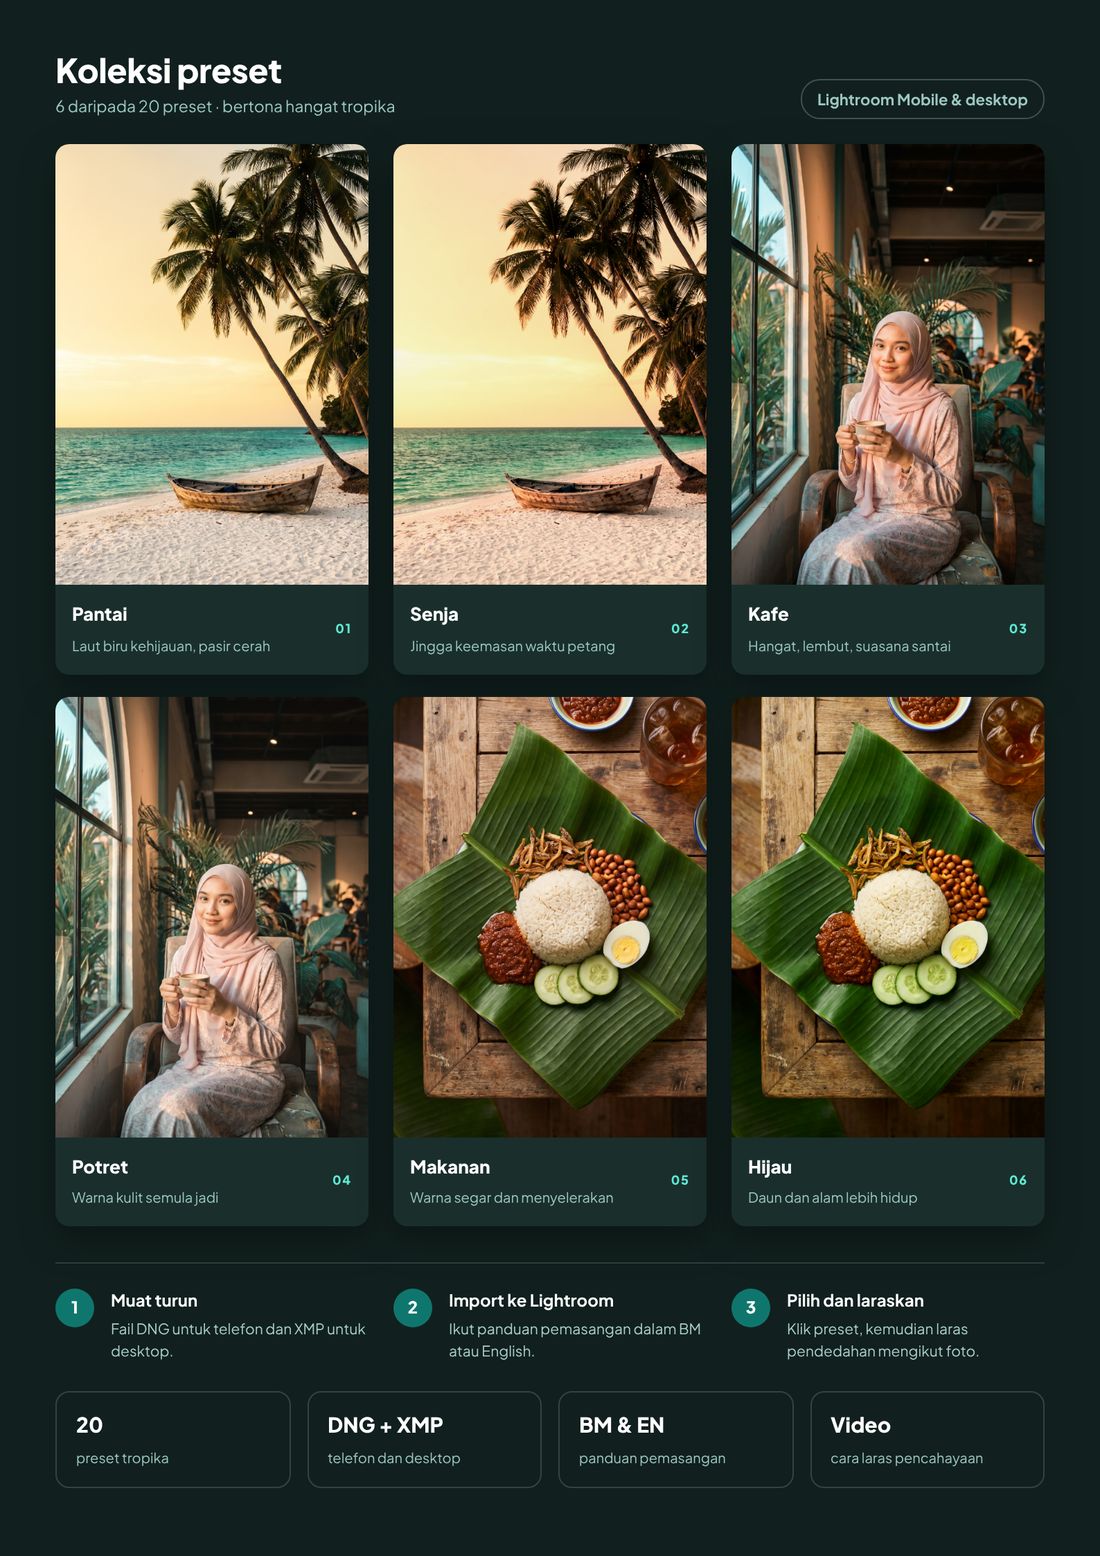 Koleksi preset
6 daripada 20 preset · bertona hangat tropika
Lightroom Mobile & desktop
Pantai
Laut biru kehijauan, pasir cerah
01
Senja
Jingga keemasan waktu petang
02
Kafe
Hangat, lembut, suasana santai
03
Potret
Warna kulit semula jadi
04
Makanan
Warna segar dan menyelerakan
05
Hijau
Daun dan alam lebih hidup
06
1
Muat turun
Fail DNG untuk telefon dan XMP untuk
desktop.
2
Import ke Lightroom
Ikut panduan pemasangan dalam BM
atau English.
3
Pilih dan laraskan
Klik preset, kemudian laras
pendedahan mengikut foto.
20
preset tropika
DNG + XMP
telefon dan desktop
BM & EN
panduan pemasangan
Video
cara laras pencahayaan